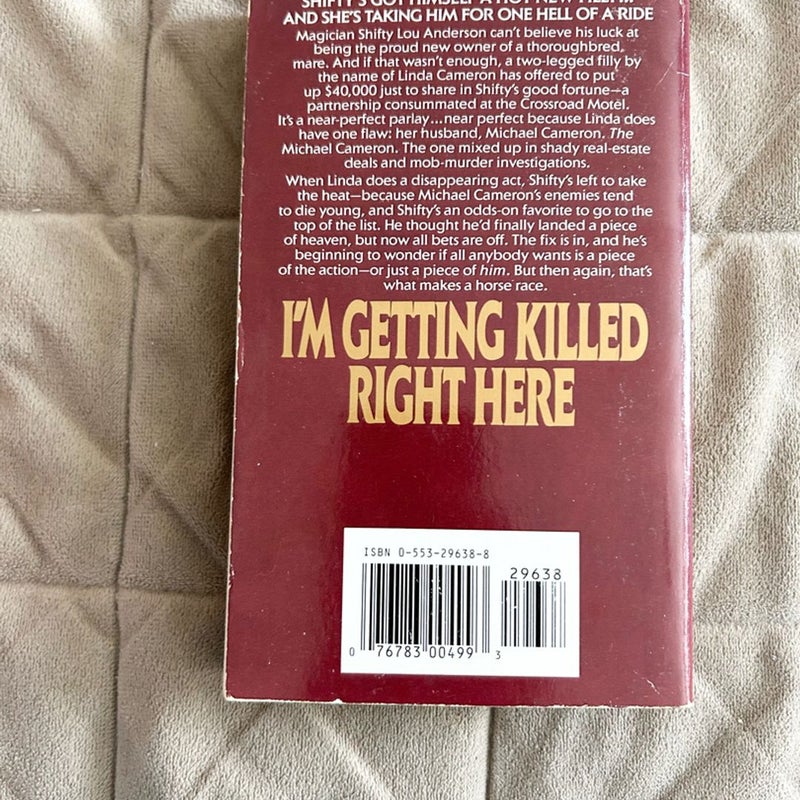 SHIFTY'S GOT HIMSELF A HOT NEW FILLY...
AND SHE'S TAKING HIM FOR ONE HELL OF A RIDE
Magician Shifty Lou Anderson can't believe his luck at
being the proud new owner of a thoroughbred,
mare. And if that wasn't enough, a two-legged filly by
the name of Linda Cameron has offered to put
up $40,000 just to share in Shifty's good fortune—a
partnership consummated at the Crossroad Motel.
It's a near-perfect parlay...near perfect because Linda does
have one flaw: her husband, Michael Cameron. The
Michael Cameron. The one mixed up in shady real-estate
deals and mob-murder investigations.
When Linda does a disappearing act, Shifty's left to take
the heat—because Michael Cameron's enemies tend
to die young, and Shifty's an odds-on favorite to go to the
top of the list. He thought he'd finally landed a piece
of heaven, but now all bets are off. The fix is in, and he's
beginning to wonder if all anybody wants is a piece
of the action—or just a piece of him. But then again, that's
what makes a horse race.
I'M GETTING KILLED
RIGHT HERE
ISBN 0-553-29638-8
29638
0 76783 00499 3